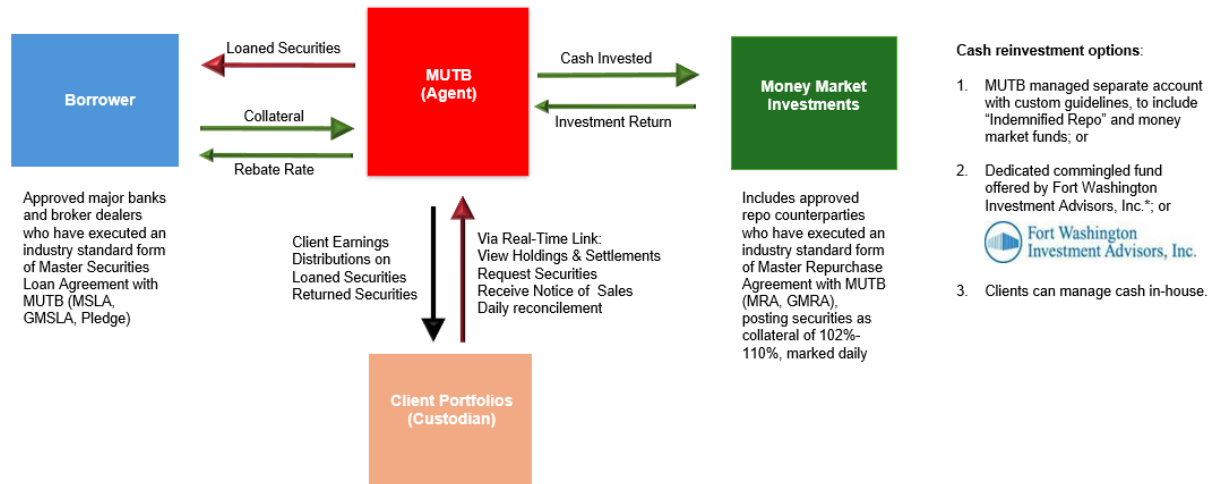 Borrower
Loaned Securities
Collateral
Rebate Rate
MUTB
(Agent)
Cash Invested
Investment Return
Money Market
Investments
Approved major banks
and broker dealers
who have executed an
industry standard form
of Master Securities
Loan Agreement with
MUTB (MSLA,
GMSLA, Pledge)
Client Earnings
Distributions on
Loaned Securities
Returned Securities
Via Real-Time Link:
View Holdings & Settlements
Request Securities
Receive Notice of Sales
Daily reconcilement
Includes approved
repo counterparties
who have executed an
industry standard form
of Master Repurchase
Agreement with MUTB
(MRA, GMRA),
posting securities as
collateral of 102%-
110%, marked daily
Client Portfolios
(Custodian)
Cash reinvestment options:
1. MUTB managed separate account
with custom guidelines, to include
“Indemnified Repo” and money
market funds; or
2. Dedicated commingled fund
offered by Fort Washington
Investment Advisors, Inc.*; or
Fort Washington
Investment Advisors, Inc.
3. Clients can manage cash in-house.